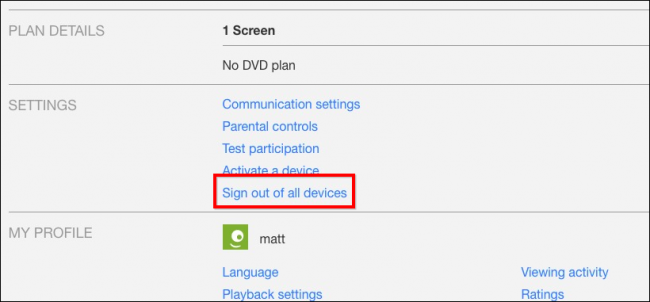 PLAN DETAILS
1 Screen
No DVD plan
SETTINGS
Communication settings
Parental controls
Test participation
Activate a device
Sign out of all devices
MY PROFILE
matt
Language
Viewing activity
Playback settings
Ratings